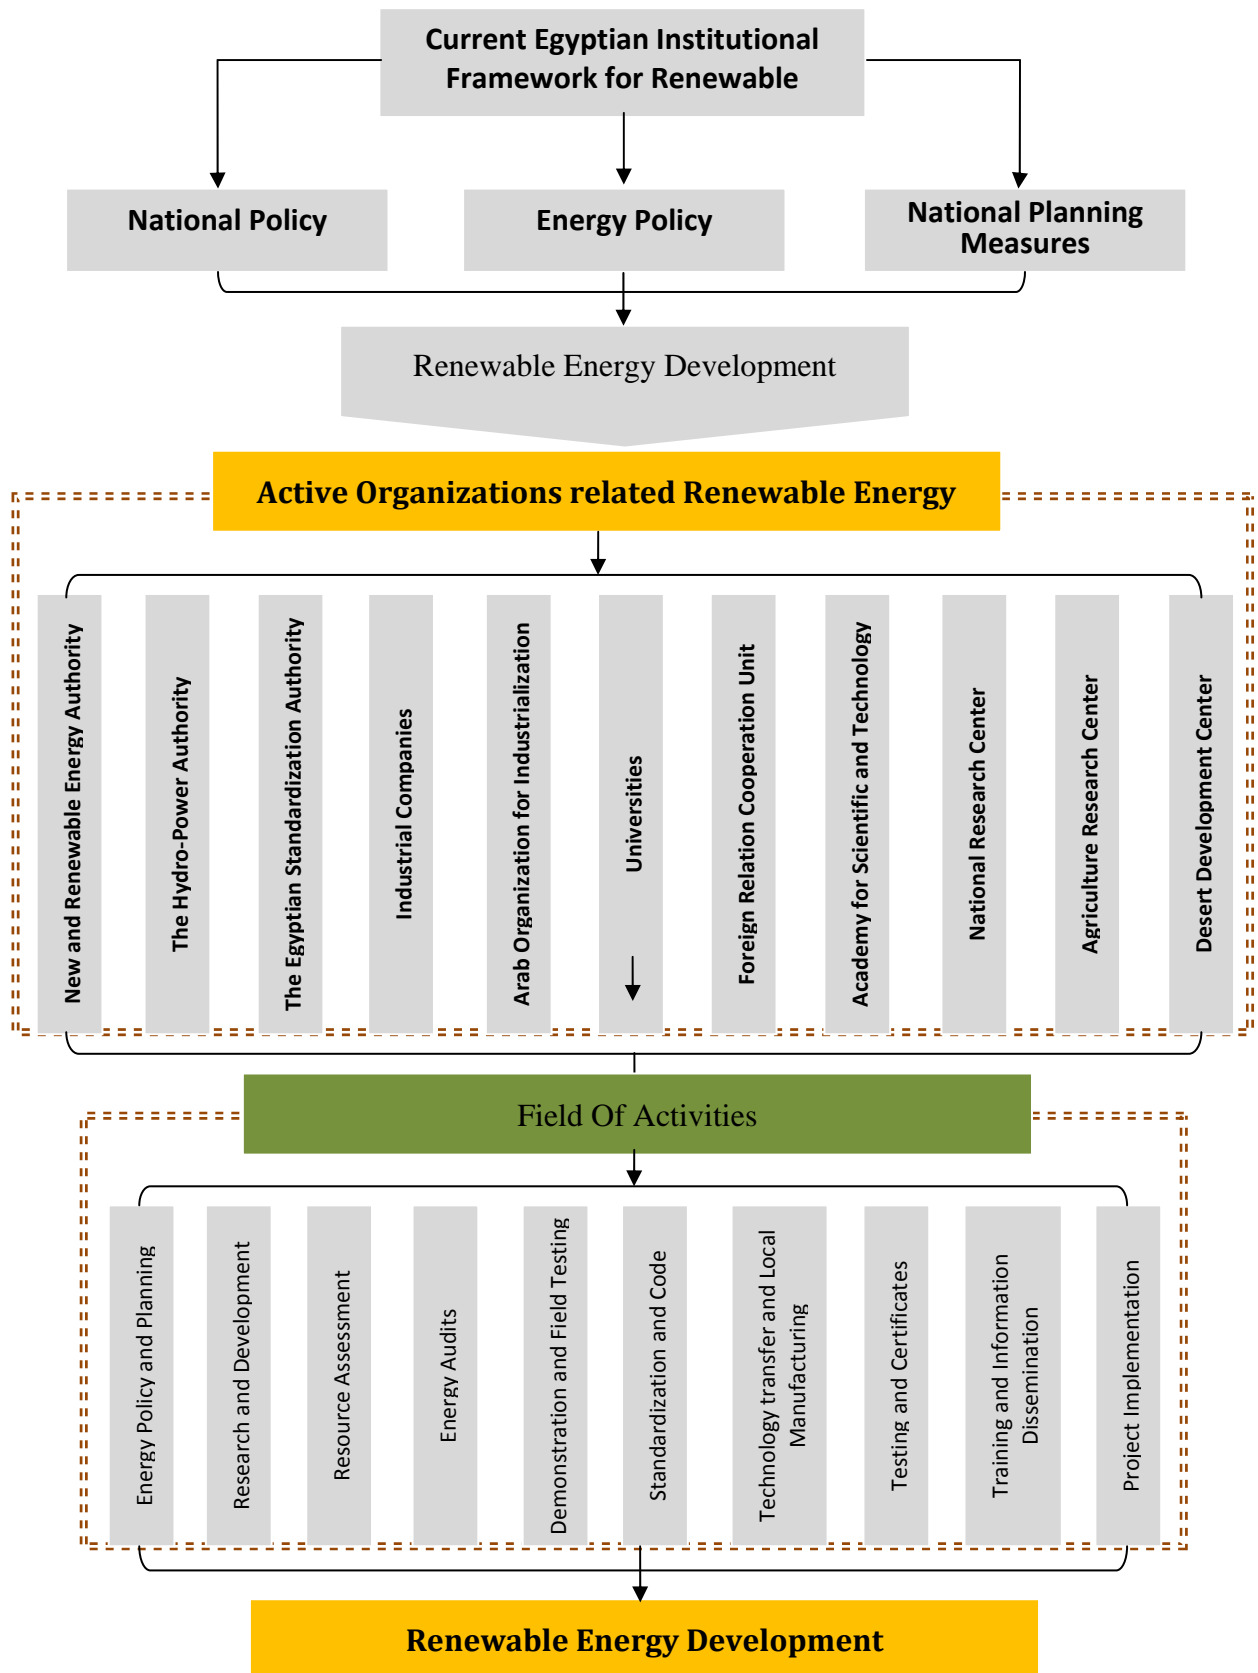 Current Egyptian Institutional
Framework for Renewable
National Policy
Energy Policy
National Planning
Measures
Renewable Energy Development
Active Organizations related Renewable Energy
New and Renewable Energy Authority
The Hydro-Power Authority
The Egyptian Standardization Authority
Industrial Companies
Arab Organization for Industrialization
Universities
Foreign Relation Cooperation Unit
Academy for Scientific and Technology
National Research Center
Agriculture Research Center
Desert Development Center
Field Of Activities
Energy Policy and Planning
Research and Development
Resource Assessment
Energy Audits
Demonstration and Field Testing
Standardization and Code
Technology transfer and Local
Manufacturing
Testing and Certificates
Training and Information
Dissemination
Project Implementation
Renewable Energy Development